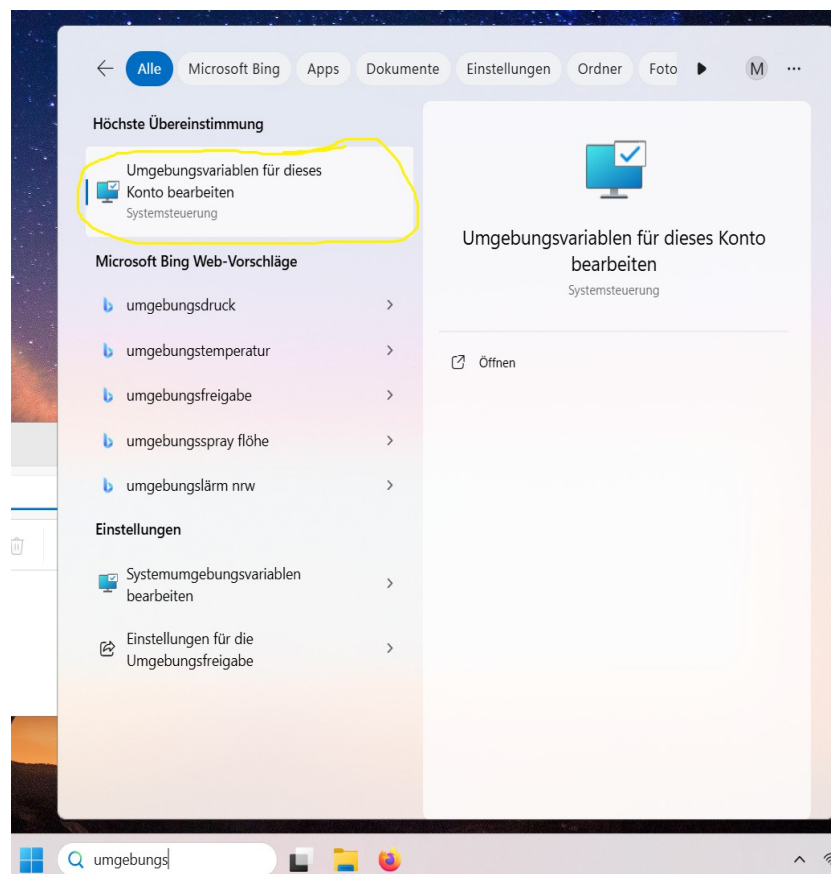 Alle Microsoft Bing Apps Dokumente Einstellungen Ordner Foto M ...
Höchste Übereinstimmung
Umgebungsvariablen für dieses
Konto bearbeiten
Systemsteuerung
Microsoft Bing Web-Vorschläge
umgebungsdruck
umgebungstemperatur
umgebungsfreigabe
umgebungsspray flöhe
umgebungslärm nrw
Einstellungen
Systemumgebungsvariablen
bearbeiten
Einstellungen für die
Umgebungsfreigabe
Umgebungsvariablen für dieses Konto
bearbeiten
Systemsteuerung
Öffnen
umgebungs